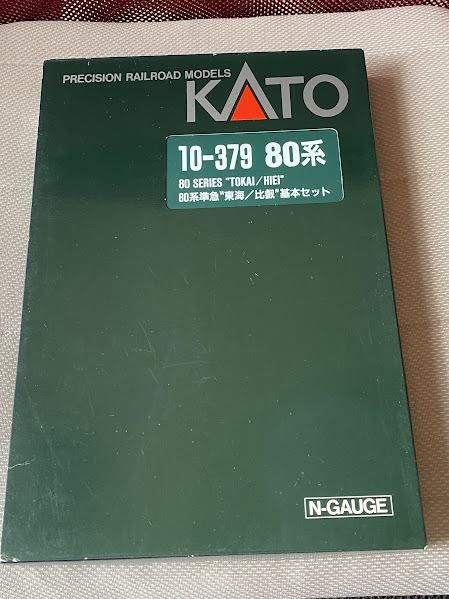 PRECISION RAILROAD MODELS
KATO
10-379 80系
80 SERIES "TOKAI/HIEI"
80系準急"東海/比叡"基本セット
N-GAUGE